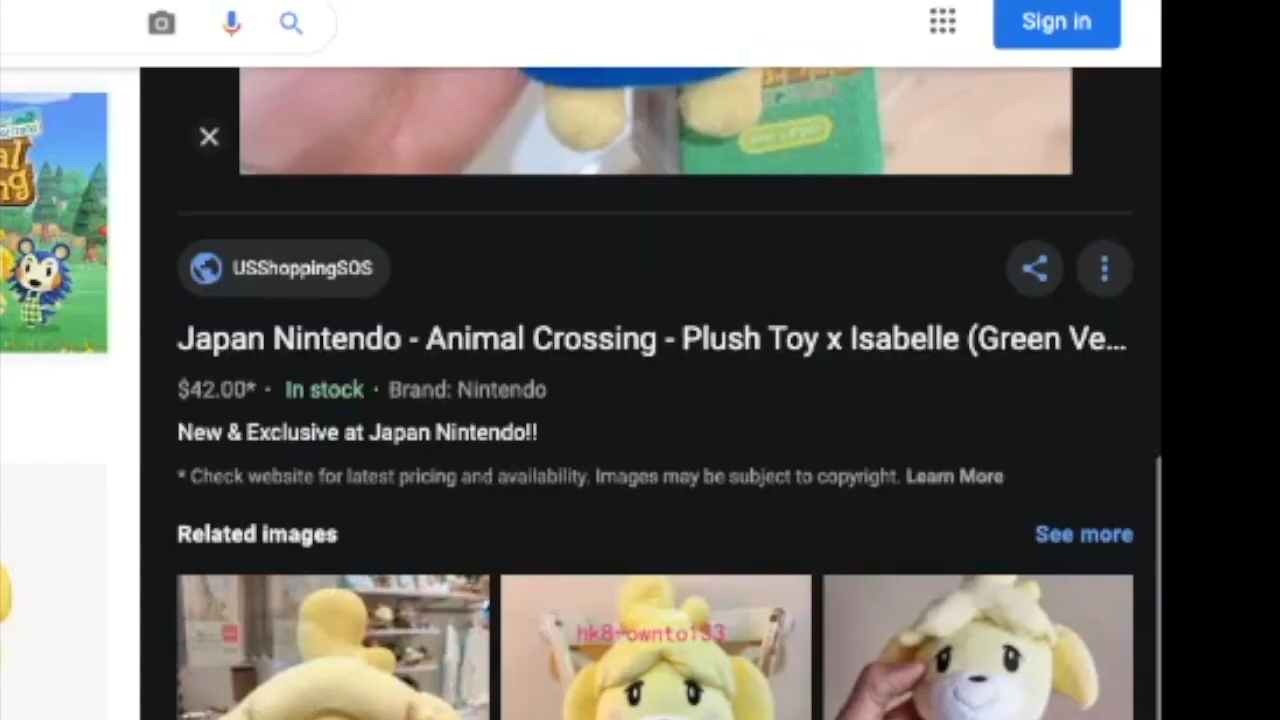 Sign in
al
ng
USShoppingSOS
Japan Nintendo - Animal Crossing - Plush Toy x Isabelle (Green Ve...
$42.00* · In stock · Brand: Nintendo
New & Exclusive at Japan Nintendo!!
* Check website for latest pricing and availability. Images may be subject to copyright. Learn More
Related images
See more